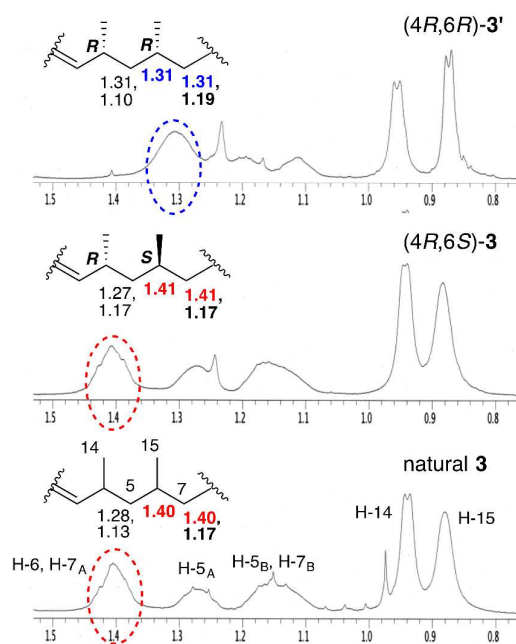 (4R,6R)-3'
R R
1.31, 1.31 1.31,
1.10 1.19
1.5 1.4 1.3 1.2 1.1 1.0 0.9 0.8
(4R,6S)-3
R S
1.27, 1.41 1.41,
1.17 1.17
1.5 1.4 1.3 1.2 1.1 1.0 0.9 0.8
natural 3
14 15
5 7
1.28, 1.40 1.40,
1.13 1.17
H-14 H-15
H-6, H-7A H-5A H-5B, H-7B
1.5 1.4 1.3 1.2 1.1 1.0 0.9 0.8